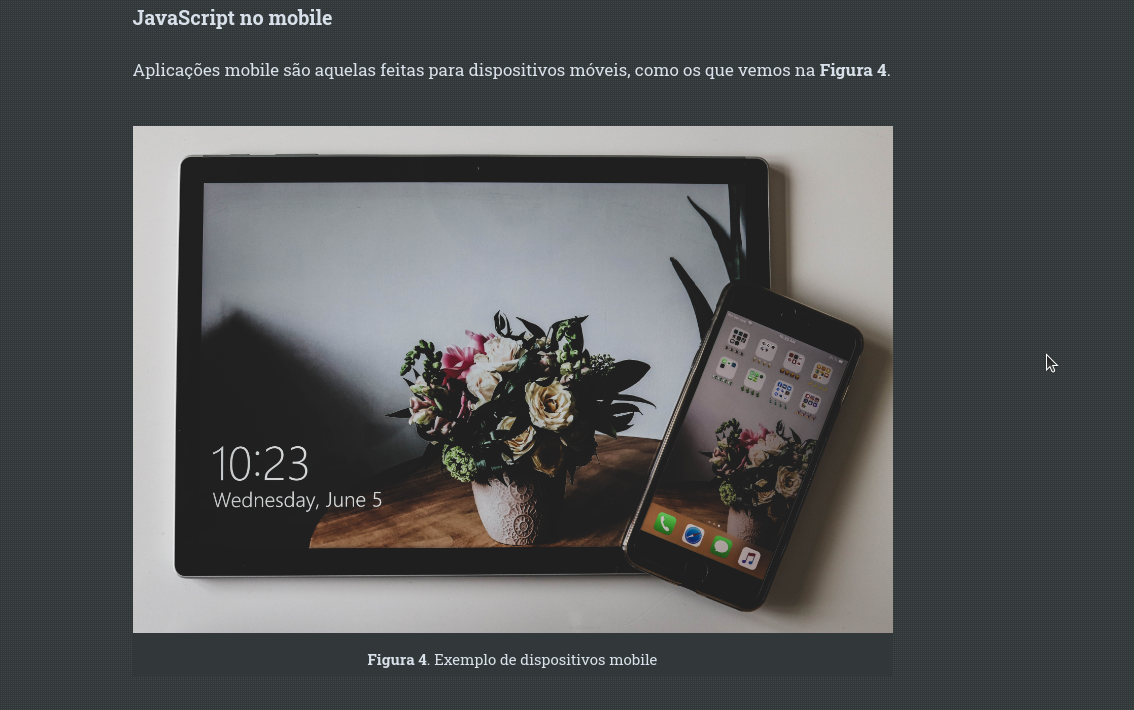 JavaScript no mobile
Aplicações mobile são aquelas feitas para dispositivos móveis, como os que vemos na Figura 4.
10:23
Wednesday, June 5
Figura 4. Exemplo de dispositivos mobile